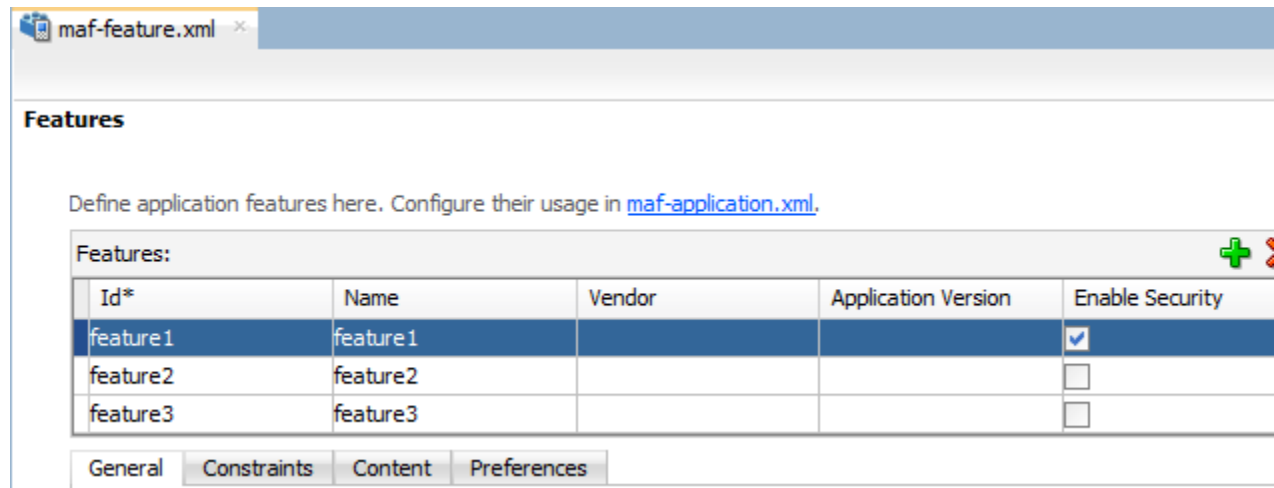 maf-feature.xml
Features
Define application features here. Configure their usage in maf-application.xml.
Features:
Id* Name Vendor Application Version Enable Security
feature1 feature1
feature2 feature2
feature3 feature3
General Constraints Content Preferences